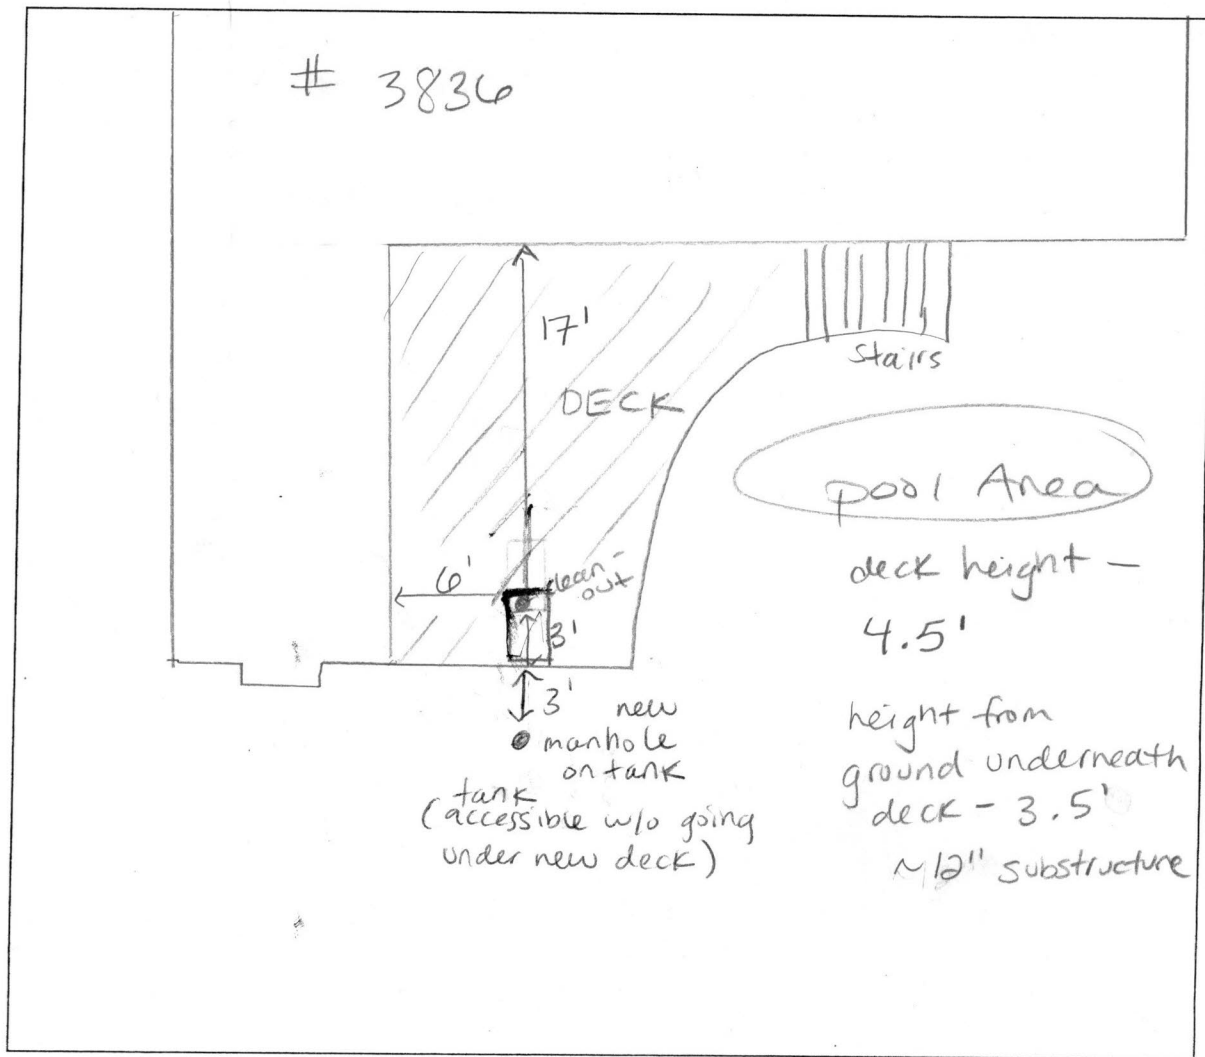 # 3836
17'
Stairs
DECK
pool Area
deck height -
4.5'
6'
clean-
out
3'
3' new
manhole
on tank
tank
(accessible w/o going
under new deck)
height from
ground underneath
deck - 3.5'
~12" substructure